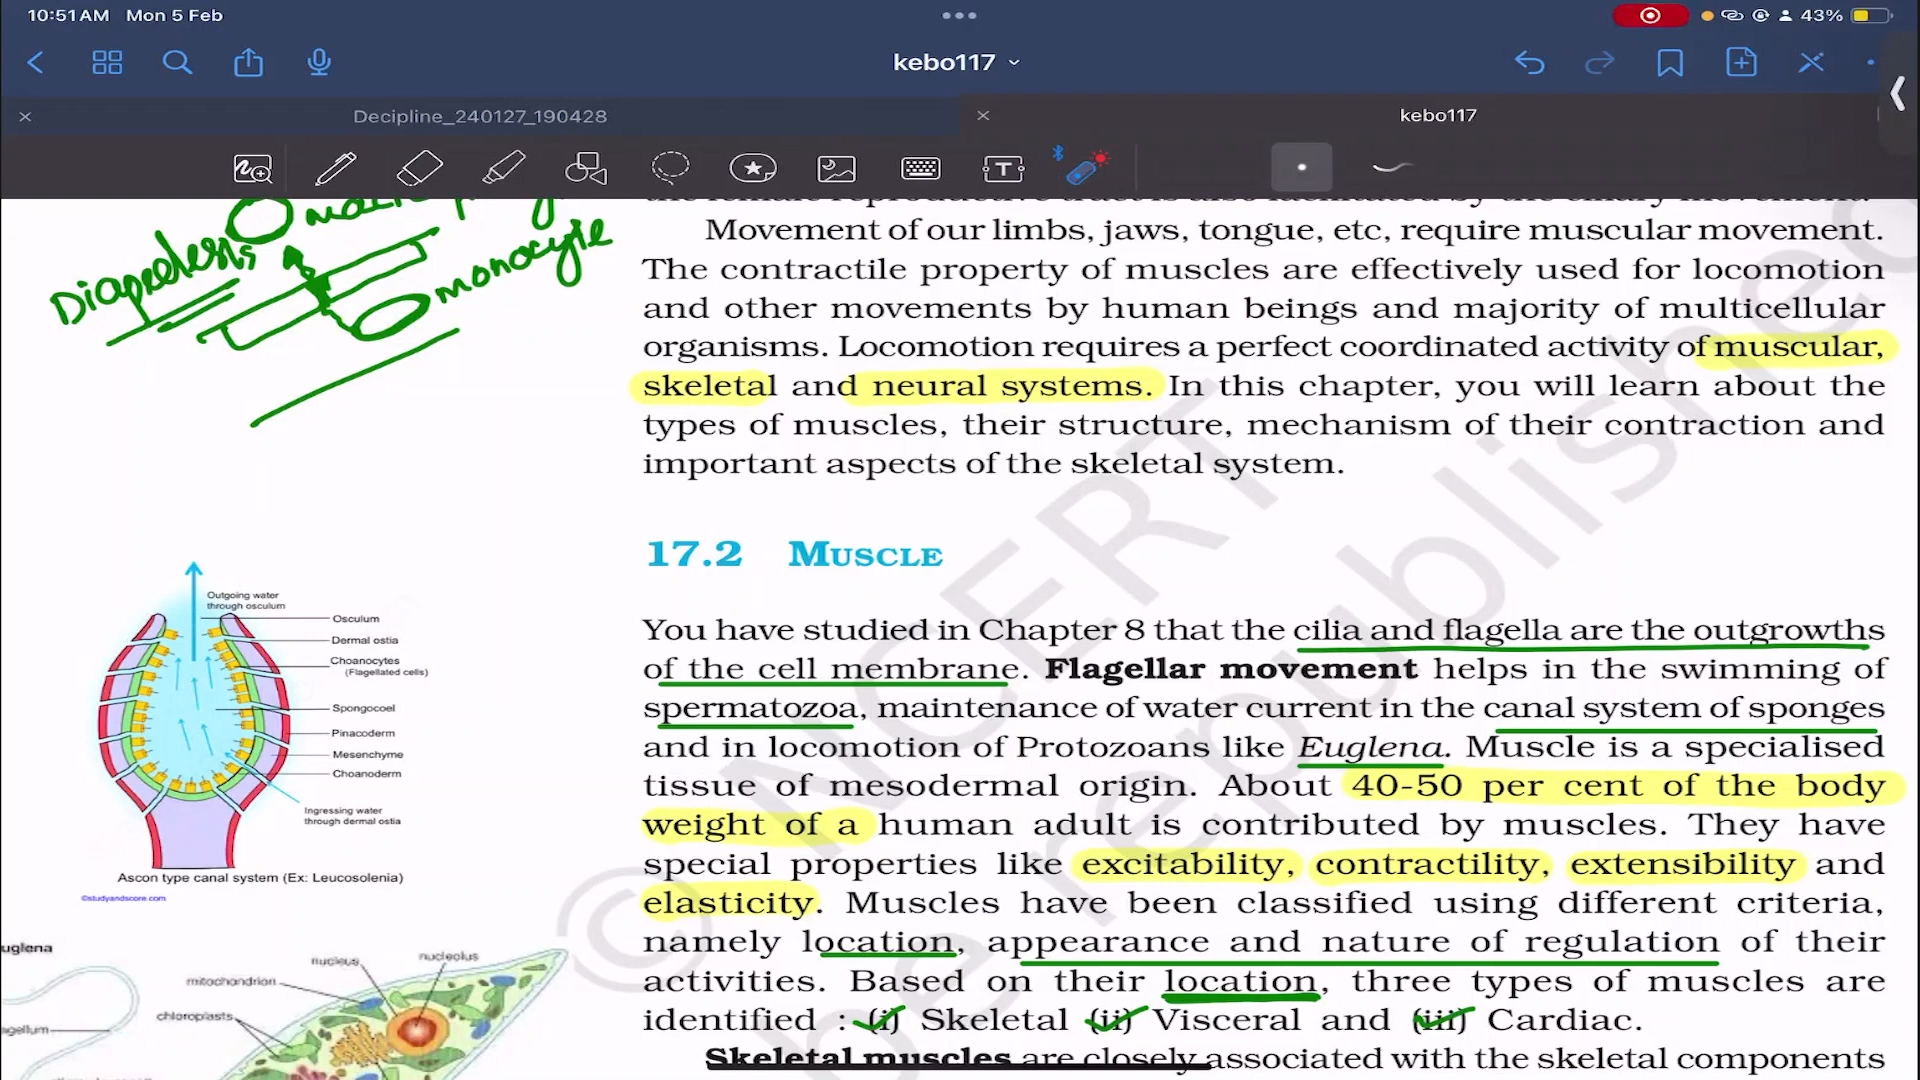 10:51 AM Mon 5 Feb
43%
kebo117
Decipline_240127_190428
kebo117
Diapedesis
monocyte
Movement of our limbs, jaws, tongue, etc, require muscular movement.
The contractile property of muscles are effectively used for locomotion
and other movements by human beings and majority of multicellular
organisms. Locomotion requires a perfect coordinated activity of muscular,
skeletal and neural systems. In this chapter, you will learn about the
types of muscles, their structure, mechanism of their contraction and
important aspects of the skeletal system.
17.2 MUSCLE
You have studied in Chapter 8 that the cilia and flagella are the outgrowths
of the cell membrane. Flagellar movement helps in the swimming of
spermatozoa, maintenance of water current in the canal system of sponges
and in locomotion of Protozoans like Euglena. Muscle is a specialised
tissue of mesodermal origin. About 40-50 per cent of the body
weight of a human adult is contributed by muscles. They have
special properties like excitability, contractility, extensibility and
elasticity. Muscles have been classified using different criteria,
namely location, appearance and nature of regulation of their
activities. Based on their location, three types of muscles are
identified : (i) Skeletal (ii) Visceral and (iii) Cardiac.
Skeletal muscles are closely associated with the skeletal components
Outgoing water
through osculum
Osculum
Dermal ostia
Choanocytes
(Flagellated cells)
Spongocoel
Pinacoderm
Mesenchyme
Choanoderm
Ingressing water
through dermal ostia
Ascon type canal system (Ex: Leucosolenia)
©studyandscore.com
uglena
nucleus
nucleolus
mitochondrion
chloroplasts
agellum
© NCERT
be republished